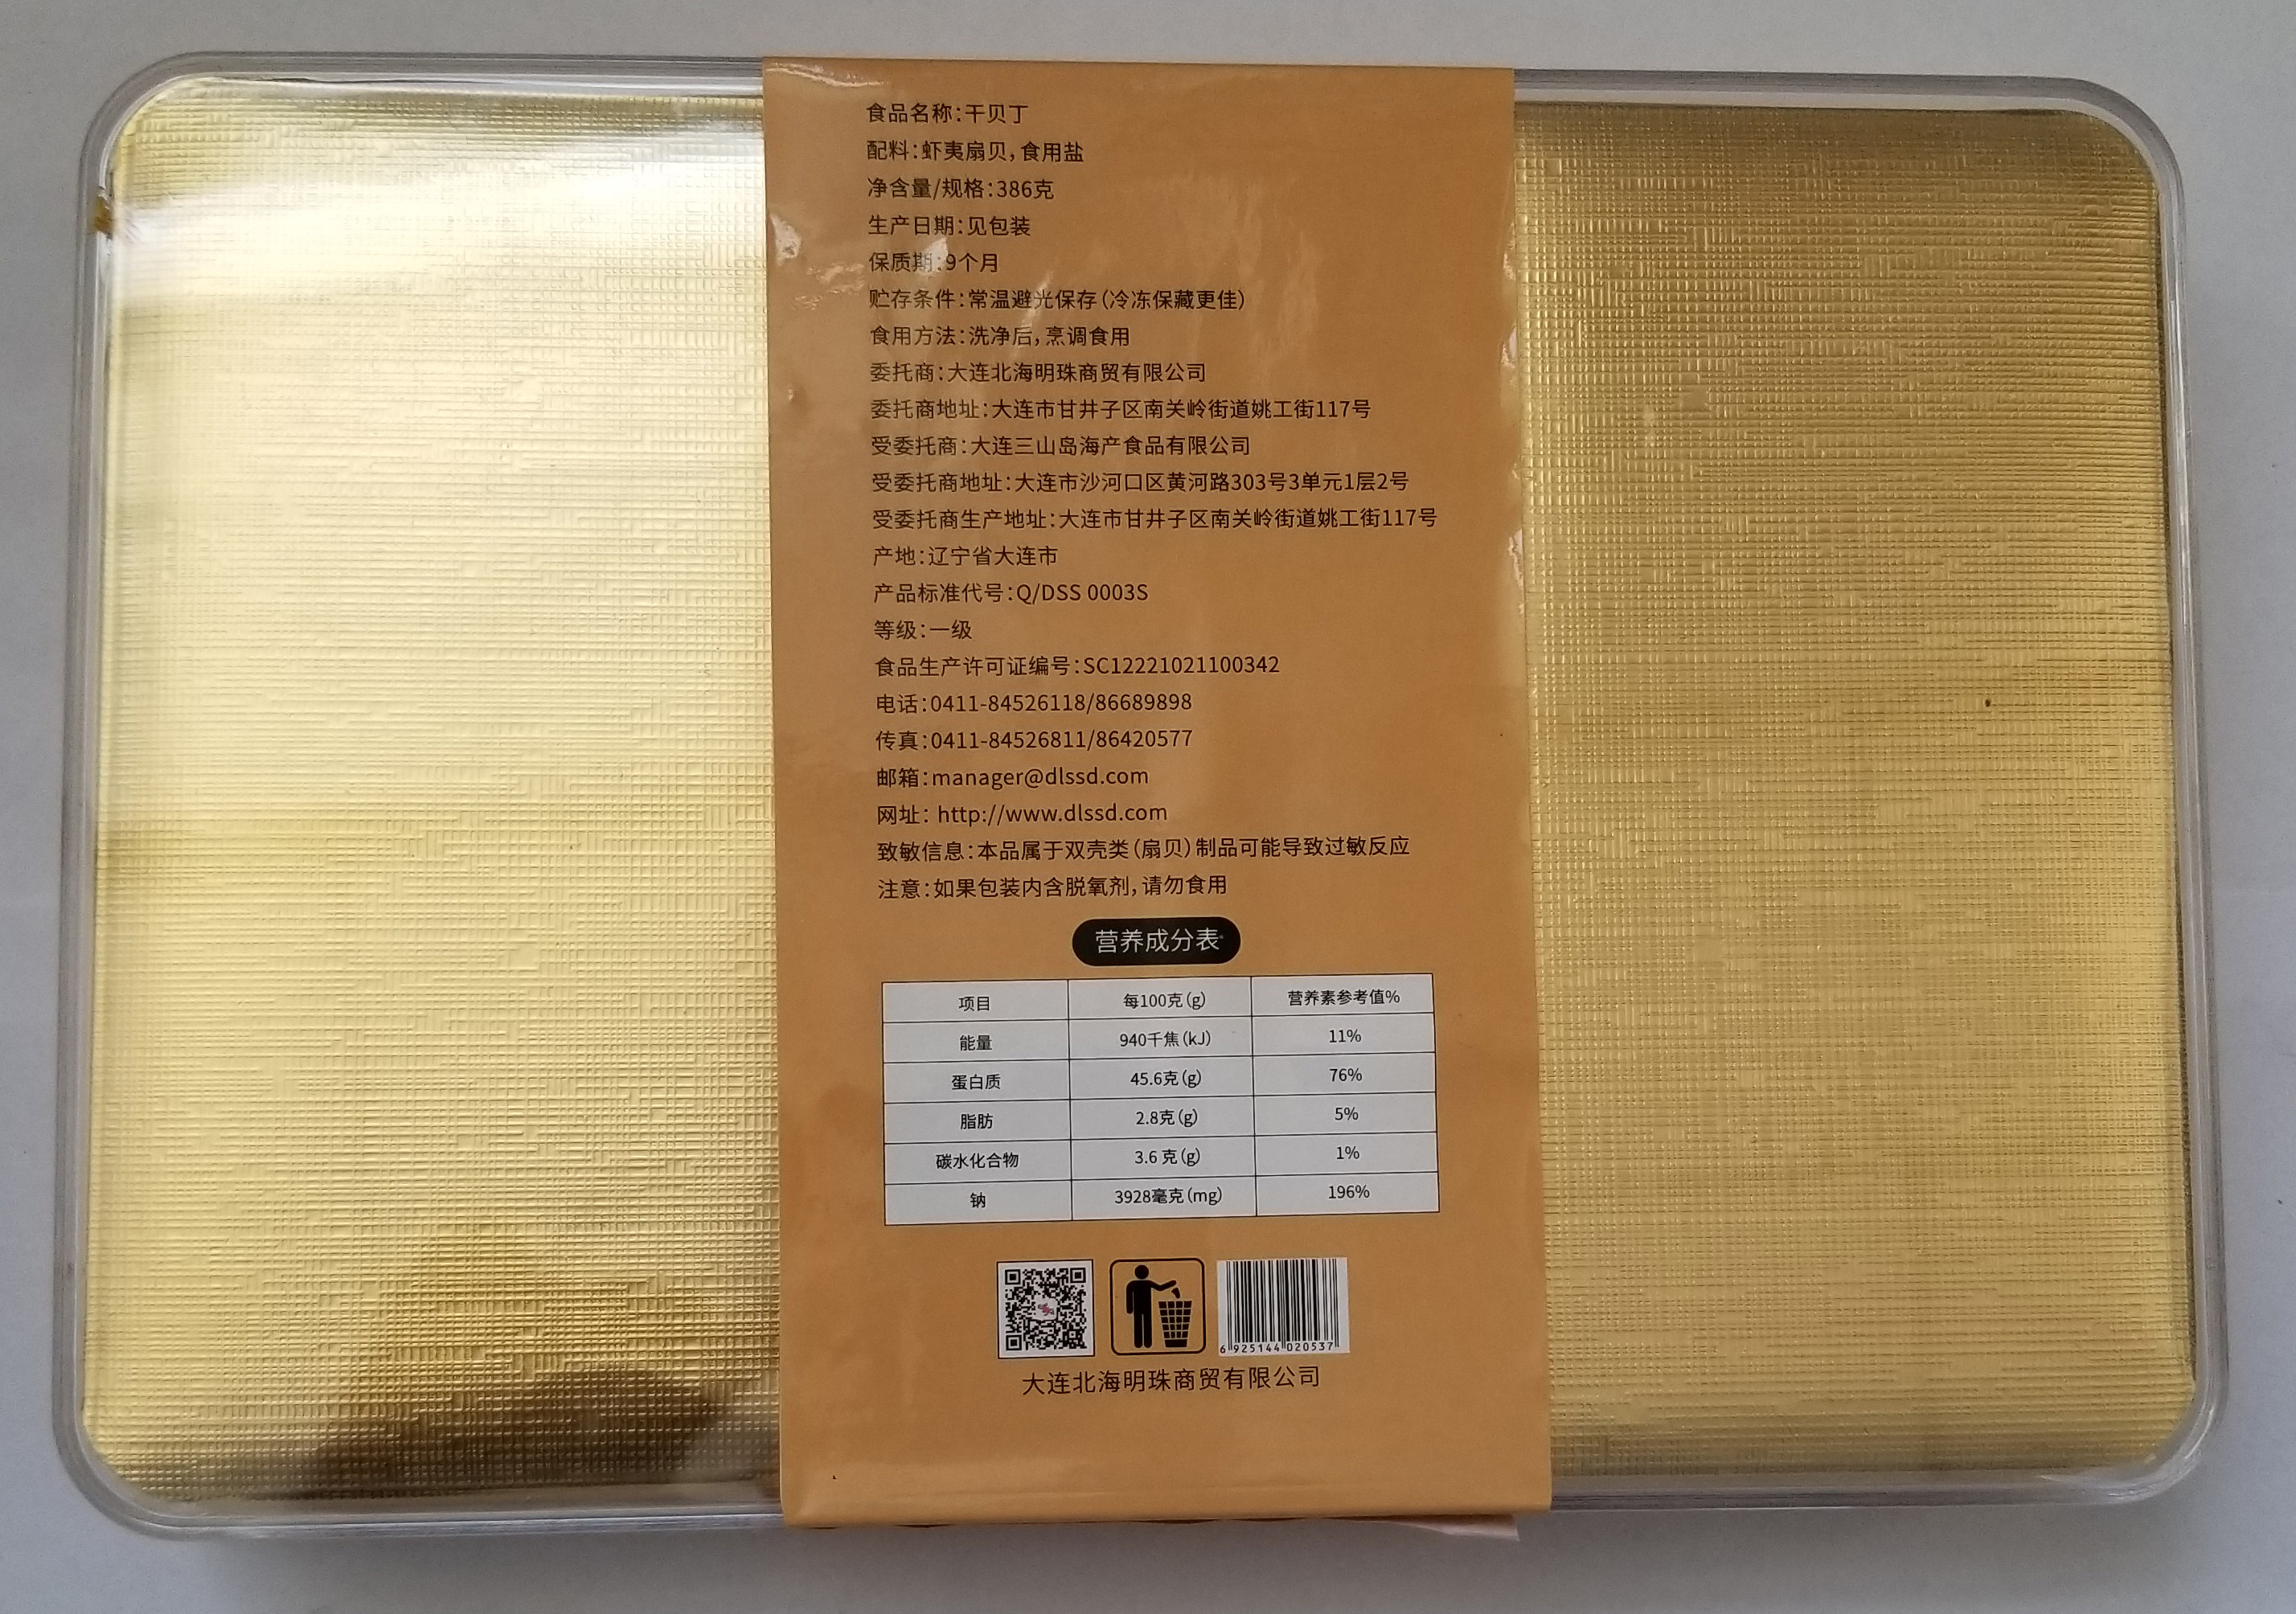 食品名称:干贝丁
配料:虾夷扇贝,食用盐
净含量/规格:386克
生产日期:见包装
保质期:9个月
贮存条件:常温避光保存(冷冻保藏更佳)
食用方法:洗净后,烹调食用
委托商:大连北海明珠商贸有限公司
委托商地址:大连市甘井子区南关岭街道姚工街117号
受委托商:大连三山岛海产食品有限公司
受委托商地址:大连市沙河口区黄河路303号3单元1层2号
受委托商生产地址:大连市甘井子区南关岭街道姚工街117号
产地:辽宁省大连市
产品标准代号:Q/DSS 0003S
等级:一级
食品生产许可证编号:SC12221021100342
电话:0411-84526118/86689898
传真:0411-84526811/86420577
邮箱:manager@dlssd.com
网址: http://www.dlssd.com
致敏信息:本品属于双壳类(扇贝)制品可能导致过敏反应
注意:如果包装内含脱氧剂,请勿食用
营养成分表
项目 每100克(g) 营养素参考值%
能量 940千焦(kJ) 11%
蛋白质 45.6克(g) 76%
脂肪 2.8克(g) 5%
碳水化合物 3.6 克(g) 1%
钠 3928毫克(mg) 196%
6 925144 020537
大连北海明珠商贸有限公司